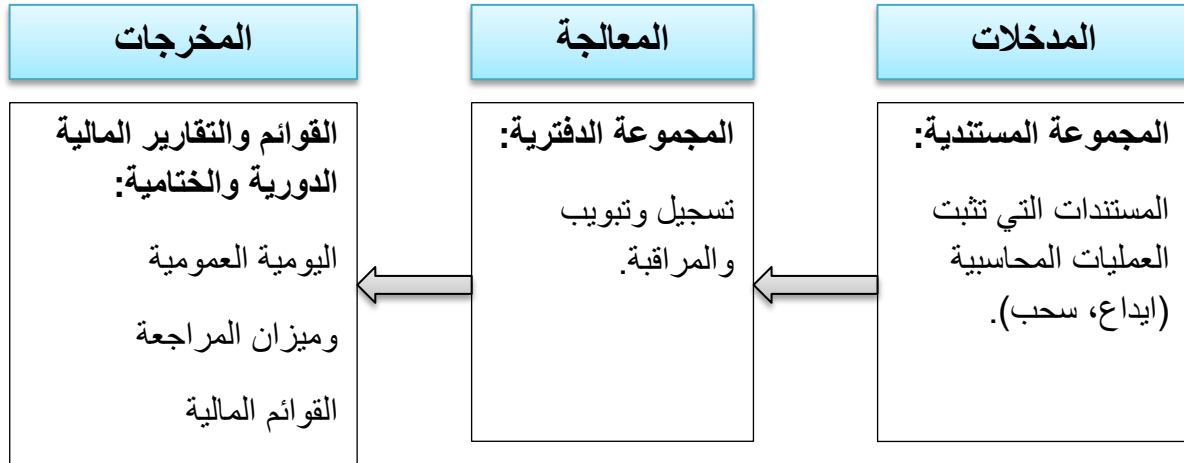 المدخلات
المجموعة المستندية:
المستندات التي تثبت
العمليات المحاسبية
(ايداع، سحب).
المعالجة
المجموعة الدفترية:
تسجيل وتبويب
والمراقبة.
المخرجات
القوائم والتقارير المالية
الدورية والختامية:
اليومية العمومية
وميزان المراجعة
القوائم المالية